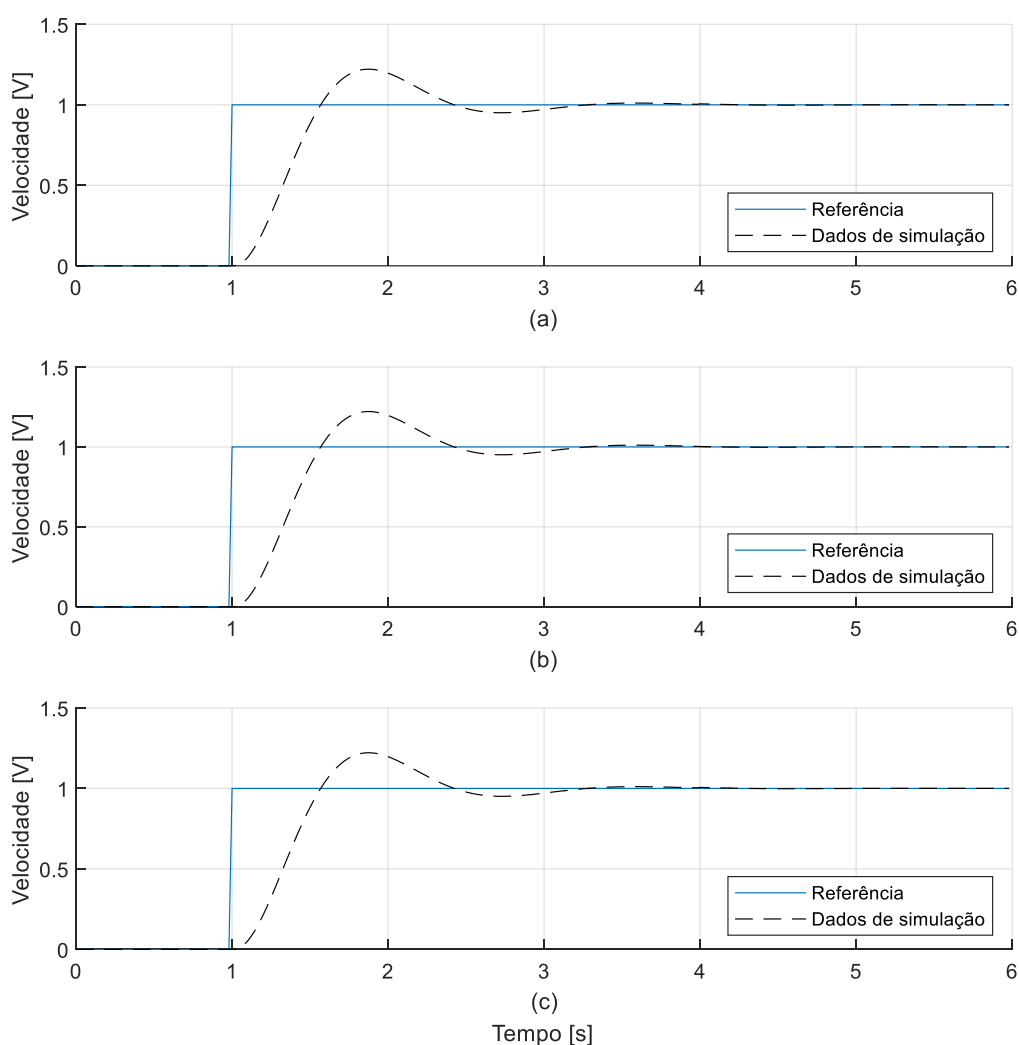 1.5
1
0.5
0
Velocidade [V]
Referência
Dados de simulação
0 1 2 3 4 5 6
(a)
1.5
1
0.5
0
Velocidade [V]
Referência
Dados de simulação
0 1 2 3 4 5 6
(b)
1.5
1
0.5
0
Velocidade [V]
Referência
Dados de simulação
0 1 2 3 4 5 6
(c)
Tempo [s]